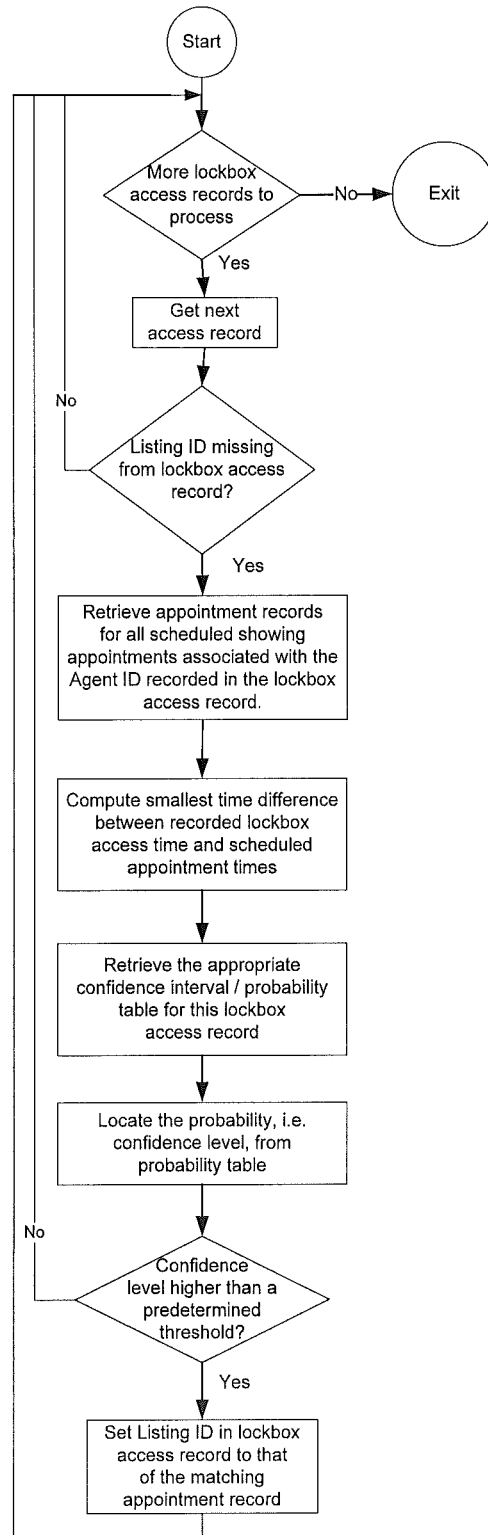 Start
More lockbox
access records to
process
No
Exit
Yes
Get next
access record
No
Listing ID missing
from lockbox access
record?
Yes
Retrieve appointment records
for all scheduled showing
appointments associated with the
Agent ID recorded in the lockbox
access record.
Compute smallest time difference
between recorded lockbox
access time and scheduled
appointment times
Retrieve the appropriate
confidence interval / probability
table for this lockbox
access record
Locate the probability, i.e.
confidence level, from
probability table
No
Confidence
level higher than a
predetermined
threshold?
Yes
Set Listing ID in lockbox
access record to that
of the matching
appointment record